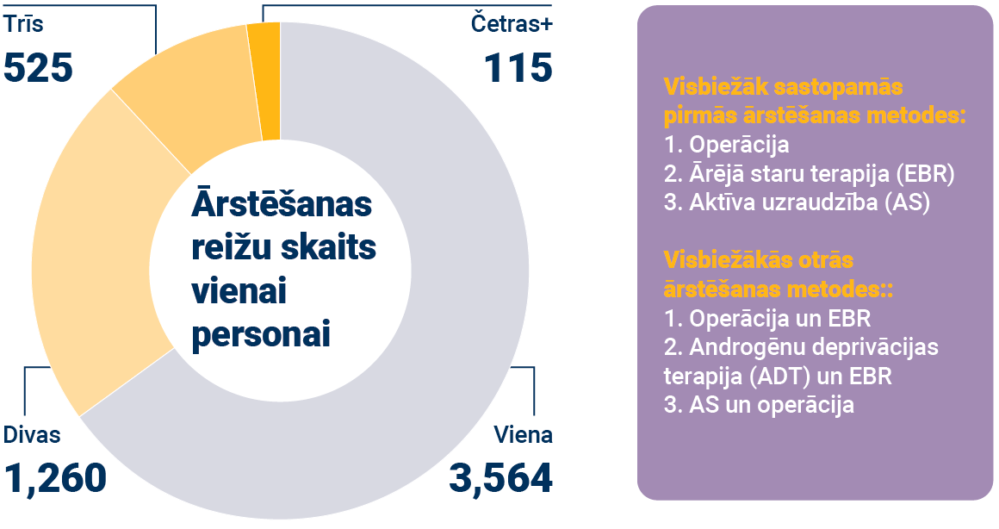 Trīs
525
Četras+
115
Ārstēšanas
reižu skaits
vienai
personai
Divas
1,260
Viena
3,564
Visbiežāk sastopamās
pirmās ārstēšanas metodes:
1. Operācija
2. Ārējā staru terapija (EBR)
3. Aktīva uzraudzība (AS)
Visbiežākās otrās
ārstēšanas metodes::
1. Operācija un EBR
2. Androgēnu deprivācijas
terapija (ADT) un EBR
3. AS un operācija